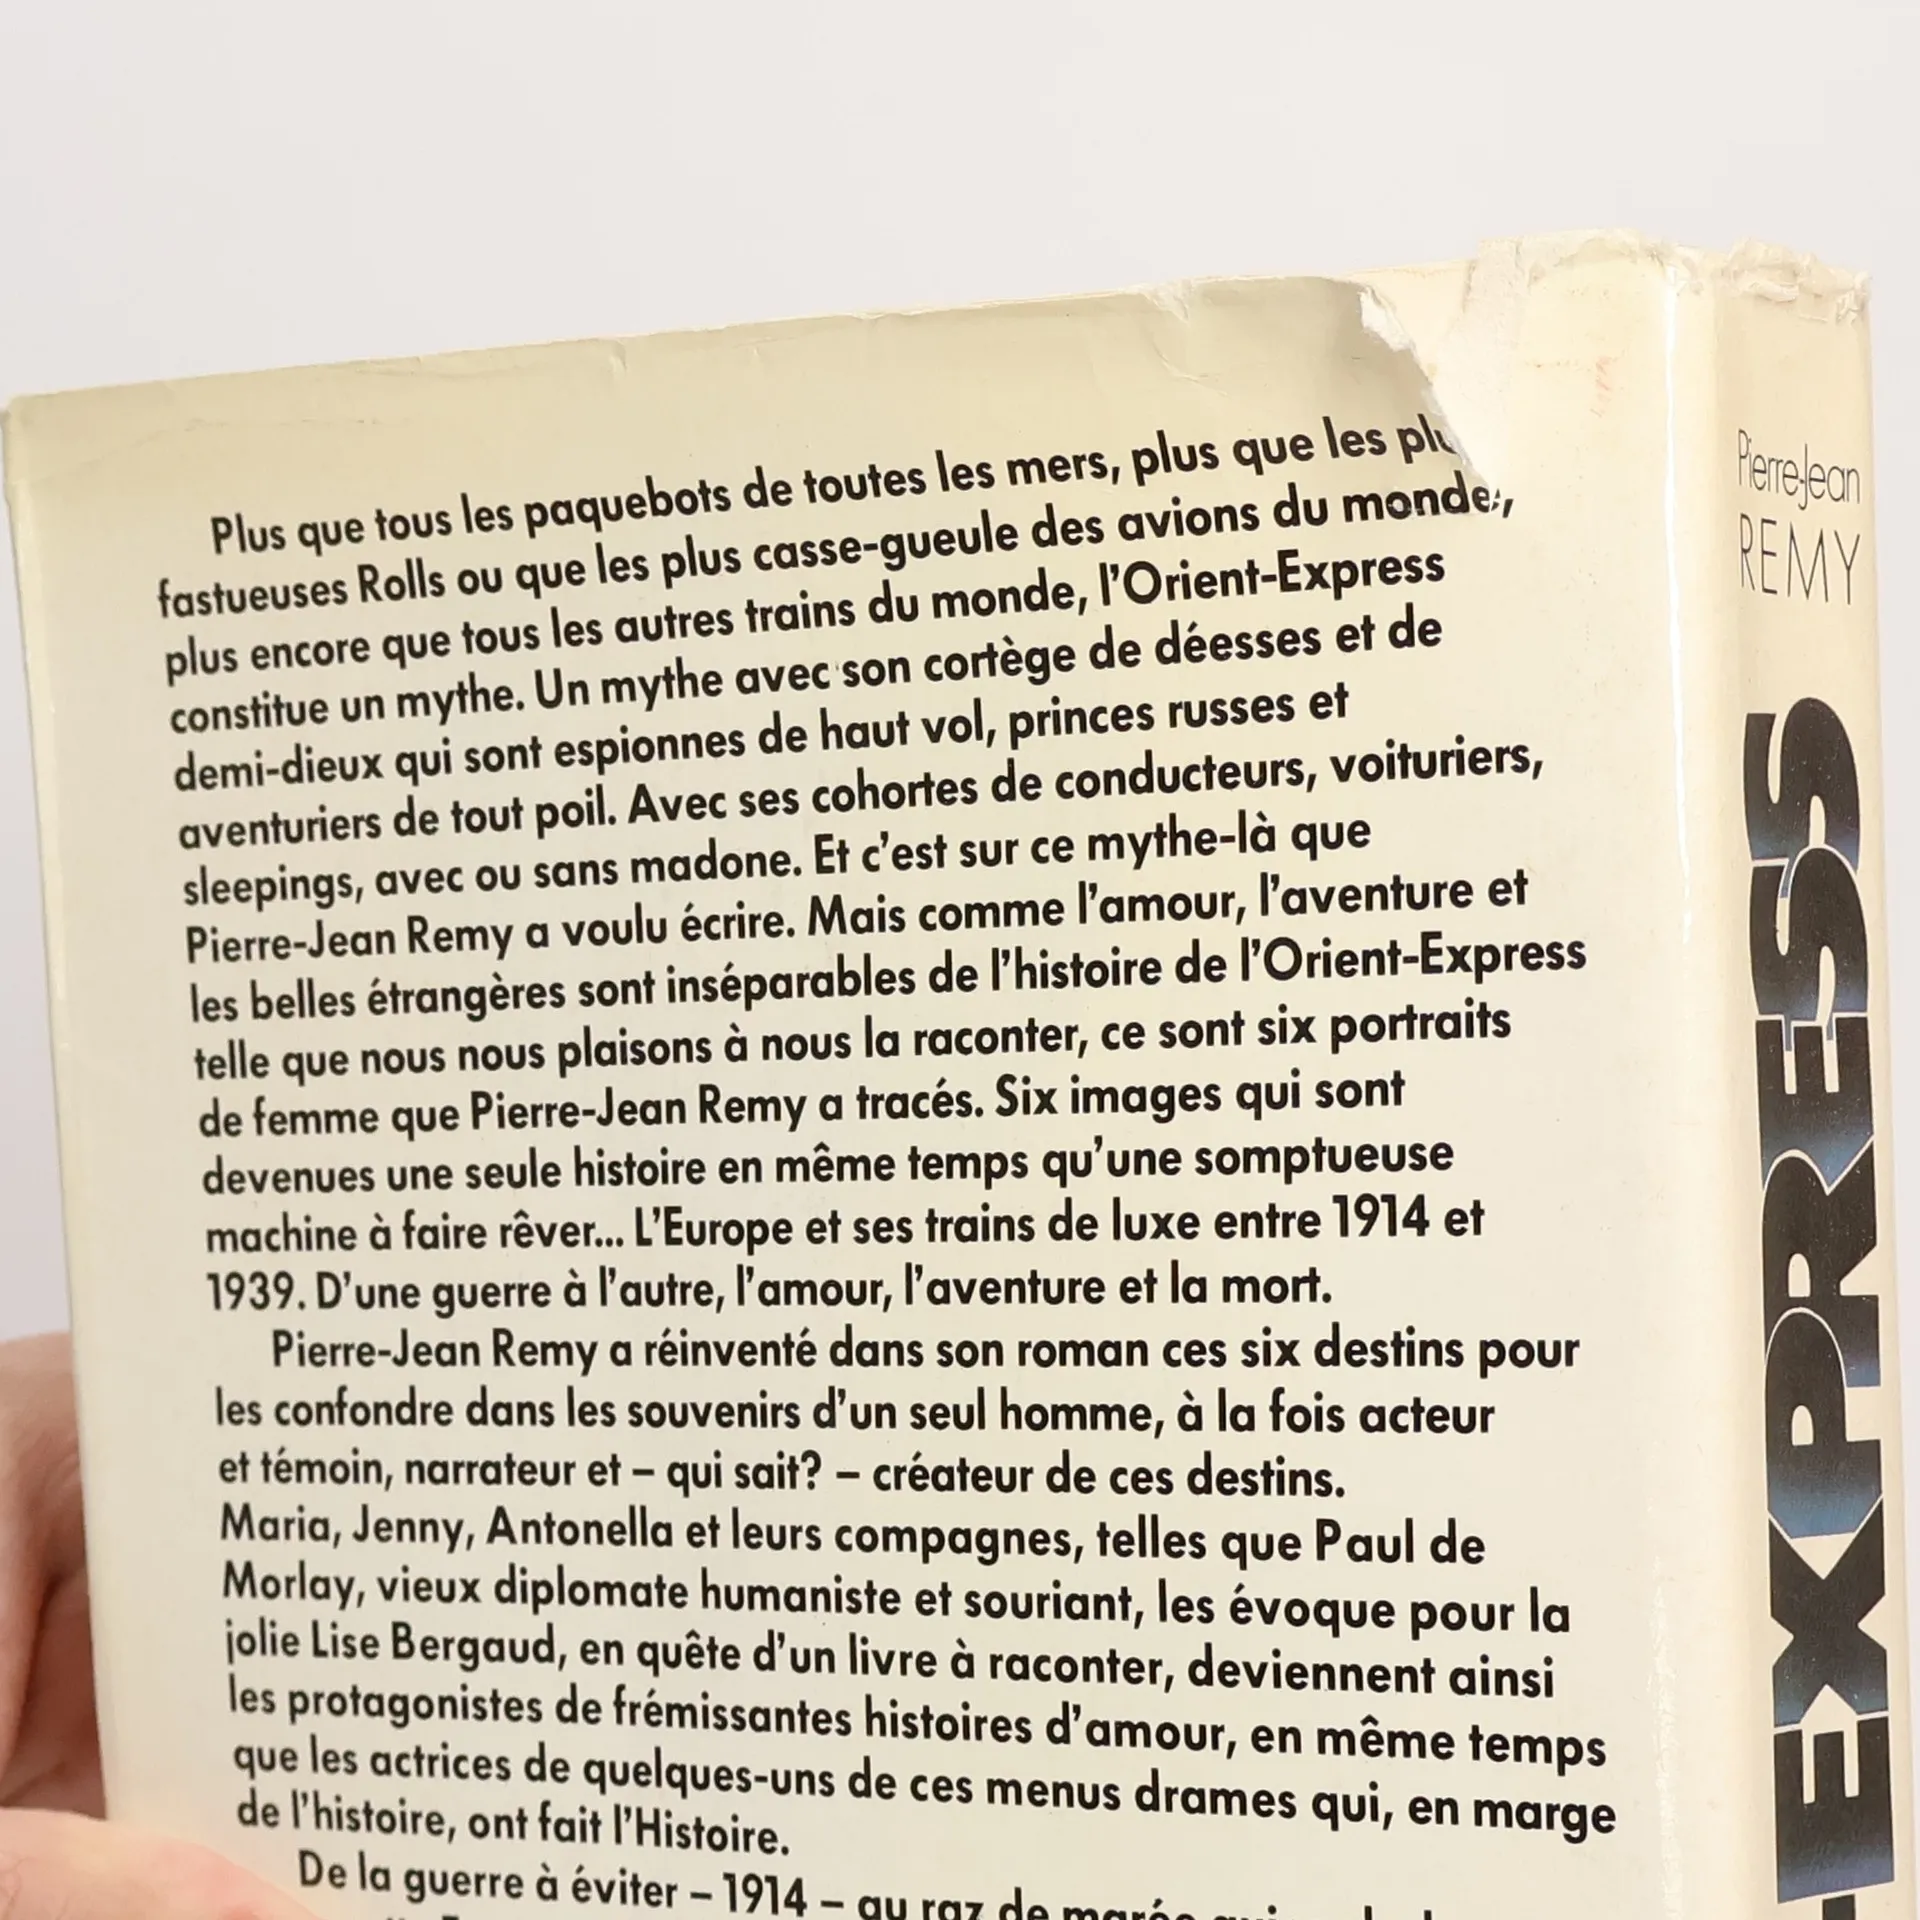 Plus que tous les paquebots de toutes les mers, plus que les
fastueuses Rolls ou que les plus casse-gueule des avions du monde,
plus encore que tous les autres trains du monde, l'Orient-Express
constitue un mythe. Un mythe avec son cortège de déesses et de
demi-dieux qui sont espionnes de haut vol, princes russes et
aventuriers de tout poil. Avec ses cohortes de conducteurs, voituriers,
sleepings, avec ou sans madone. Et c'est sur ce mythe-là que
Pierre-Jean Remy a voulu écrire. Mais comme l'amour, l'aventure et
les belles étrangères sont inséparables de l'histoire de l'Orient-Express
telle que nous nous plaisons à nous la raconter, ce sont six portraits
de femme que Pierre-Jean Remy a tracés. Six images qui sont
devenues une seule histoire en même temps qu'une somptueuse
machine à faire rêver... L'Europe et ses trains de luxe entre 1914 et
1939. D'une guerre à l'autre, l'amour, l'aventure et la mort.
Pierre-Jean Remy a réinventé dans son roman ces six destins pour
les confondre dans les souvenirs d'un seul homme, à la fois acteur
et témoin, narrateur et – qui sait? – créateur de ces destins.
Maria, Jenny, Antonella et leurs compagnes, telles que Paul de
Morlay, vieux diplomate humaniste et souriant, les évoque pour la
jolie Lise Bergaud, en quête d'un livre à raconter, deviennent ainsi
les protagonistes de frémissantes histoires d'amour, en même temps
que les actrices de quelques-uns de ces menus drames qui, en marge
de l'histoire, ont fait l'Histoire.
De la guerre à éviter – 1914 – au raz de marée
Pierre-Jean
REMY
EXPRESS